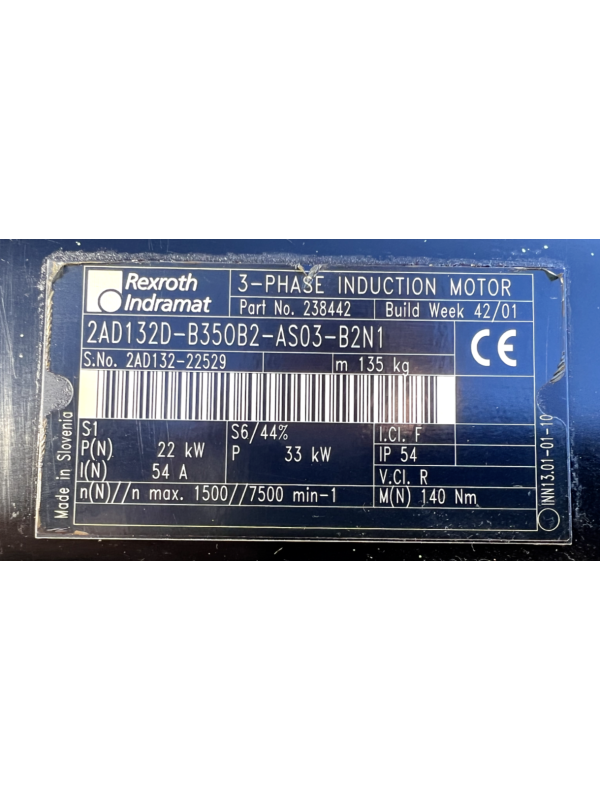 Rexroth
Indramat
3-PHASE INDUCTION MOTOR
Part No. 238442 Build Week 42/01
2AD132D-B350B2-AS03-B2N1
CE
S.No. 2AD132-22529 m 135 kg
S1 S6/44% I.Cl. F
P(N) 22 kW P 33 kW IP 54
I(N) 54 A V.Cl. R
n(N)//n max. 1500//7500 min-1 M(N) 140 Nm
Made in Slovenia
INN13.01-01-10